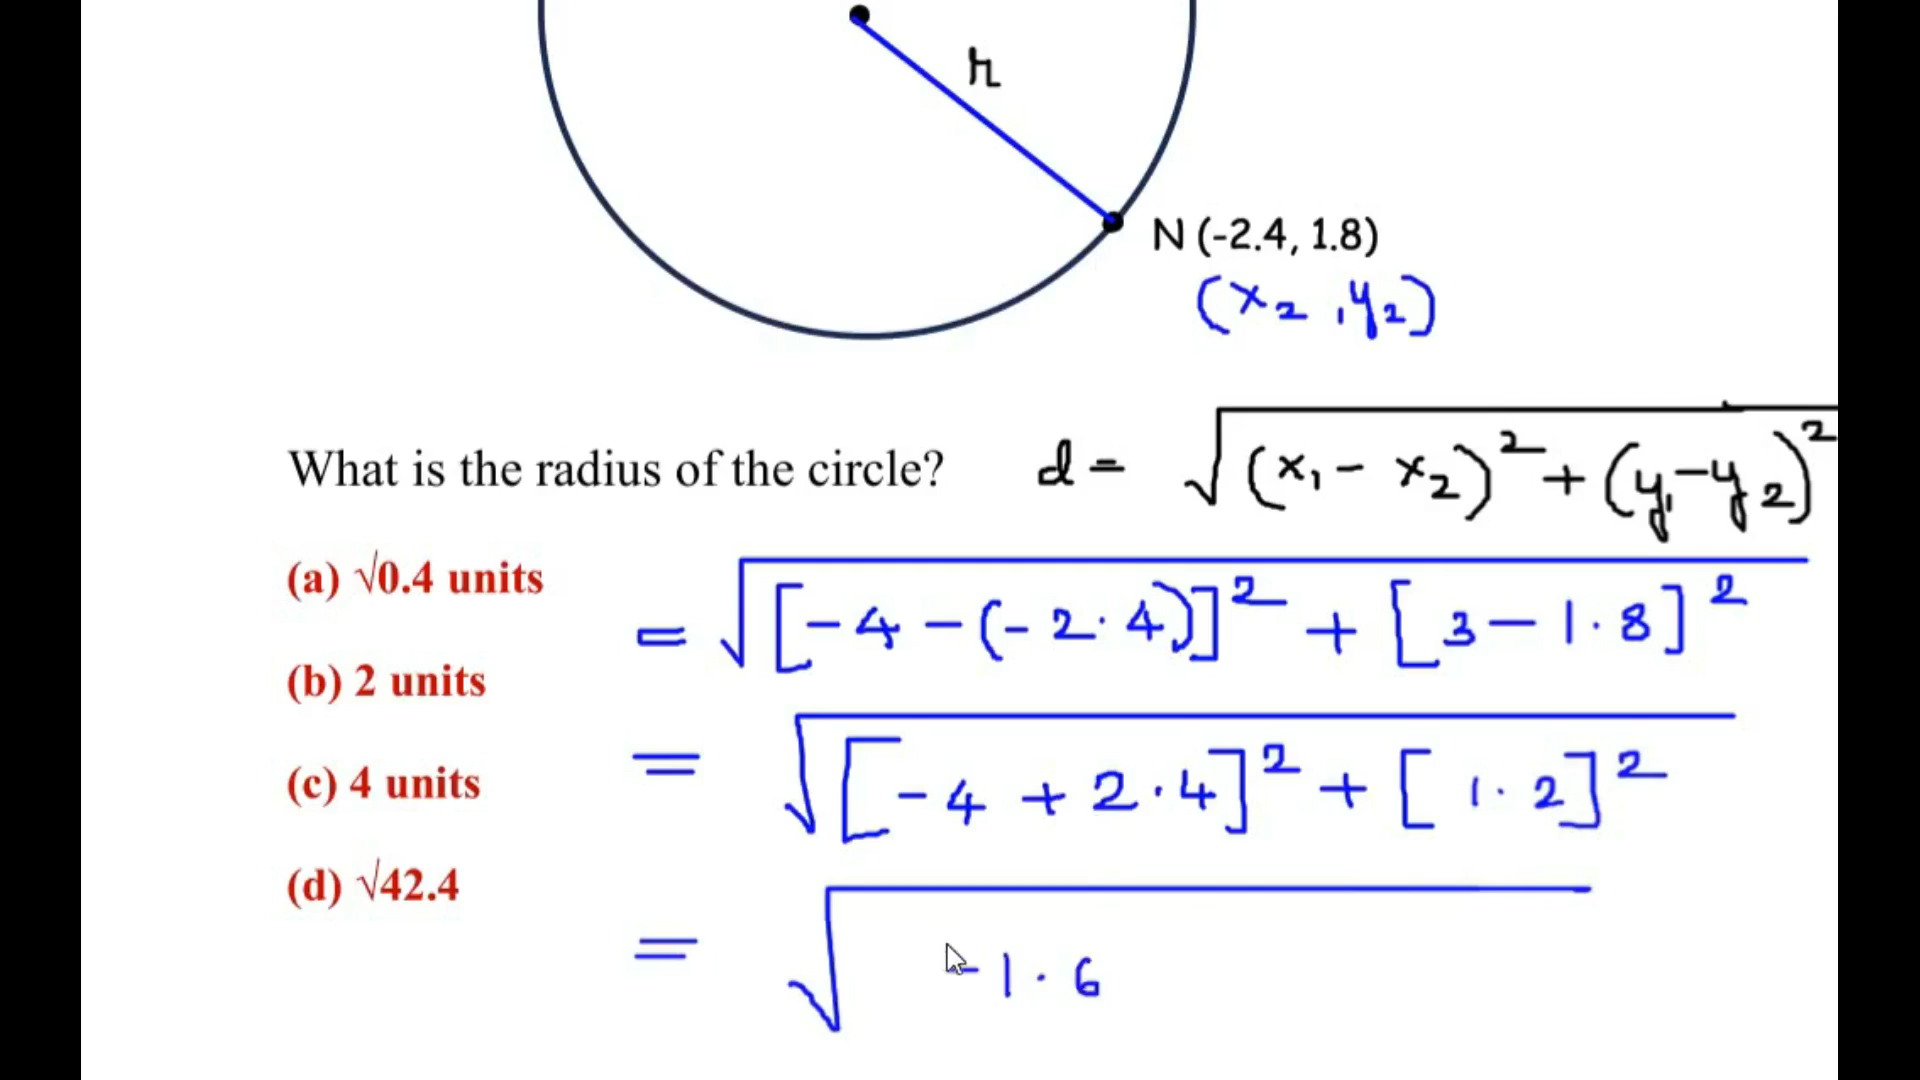 r
N (-2.4, 1.8)
(x₂ , y₂)
What is the radius of the circle? d = √(x₁ - x₂)² + (y₁ - y₂)²
(a) √0.4 units
= √[-4 - (-2.4)]² + [3 - 1.8]²
(b) 2 units
= √[-4 + 2.4]² + [1.2]²
(c) 4 units
(d) √42.4
= √ -1.6